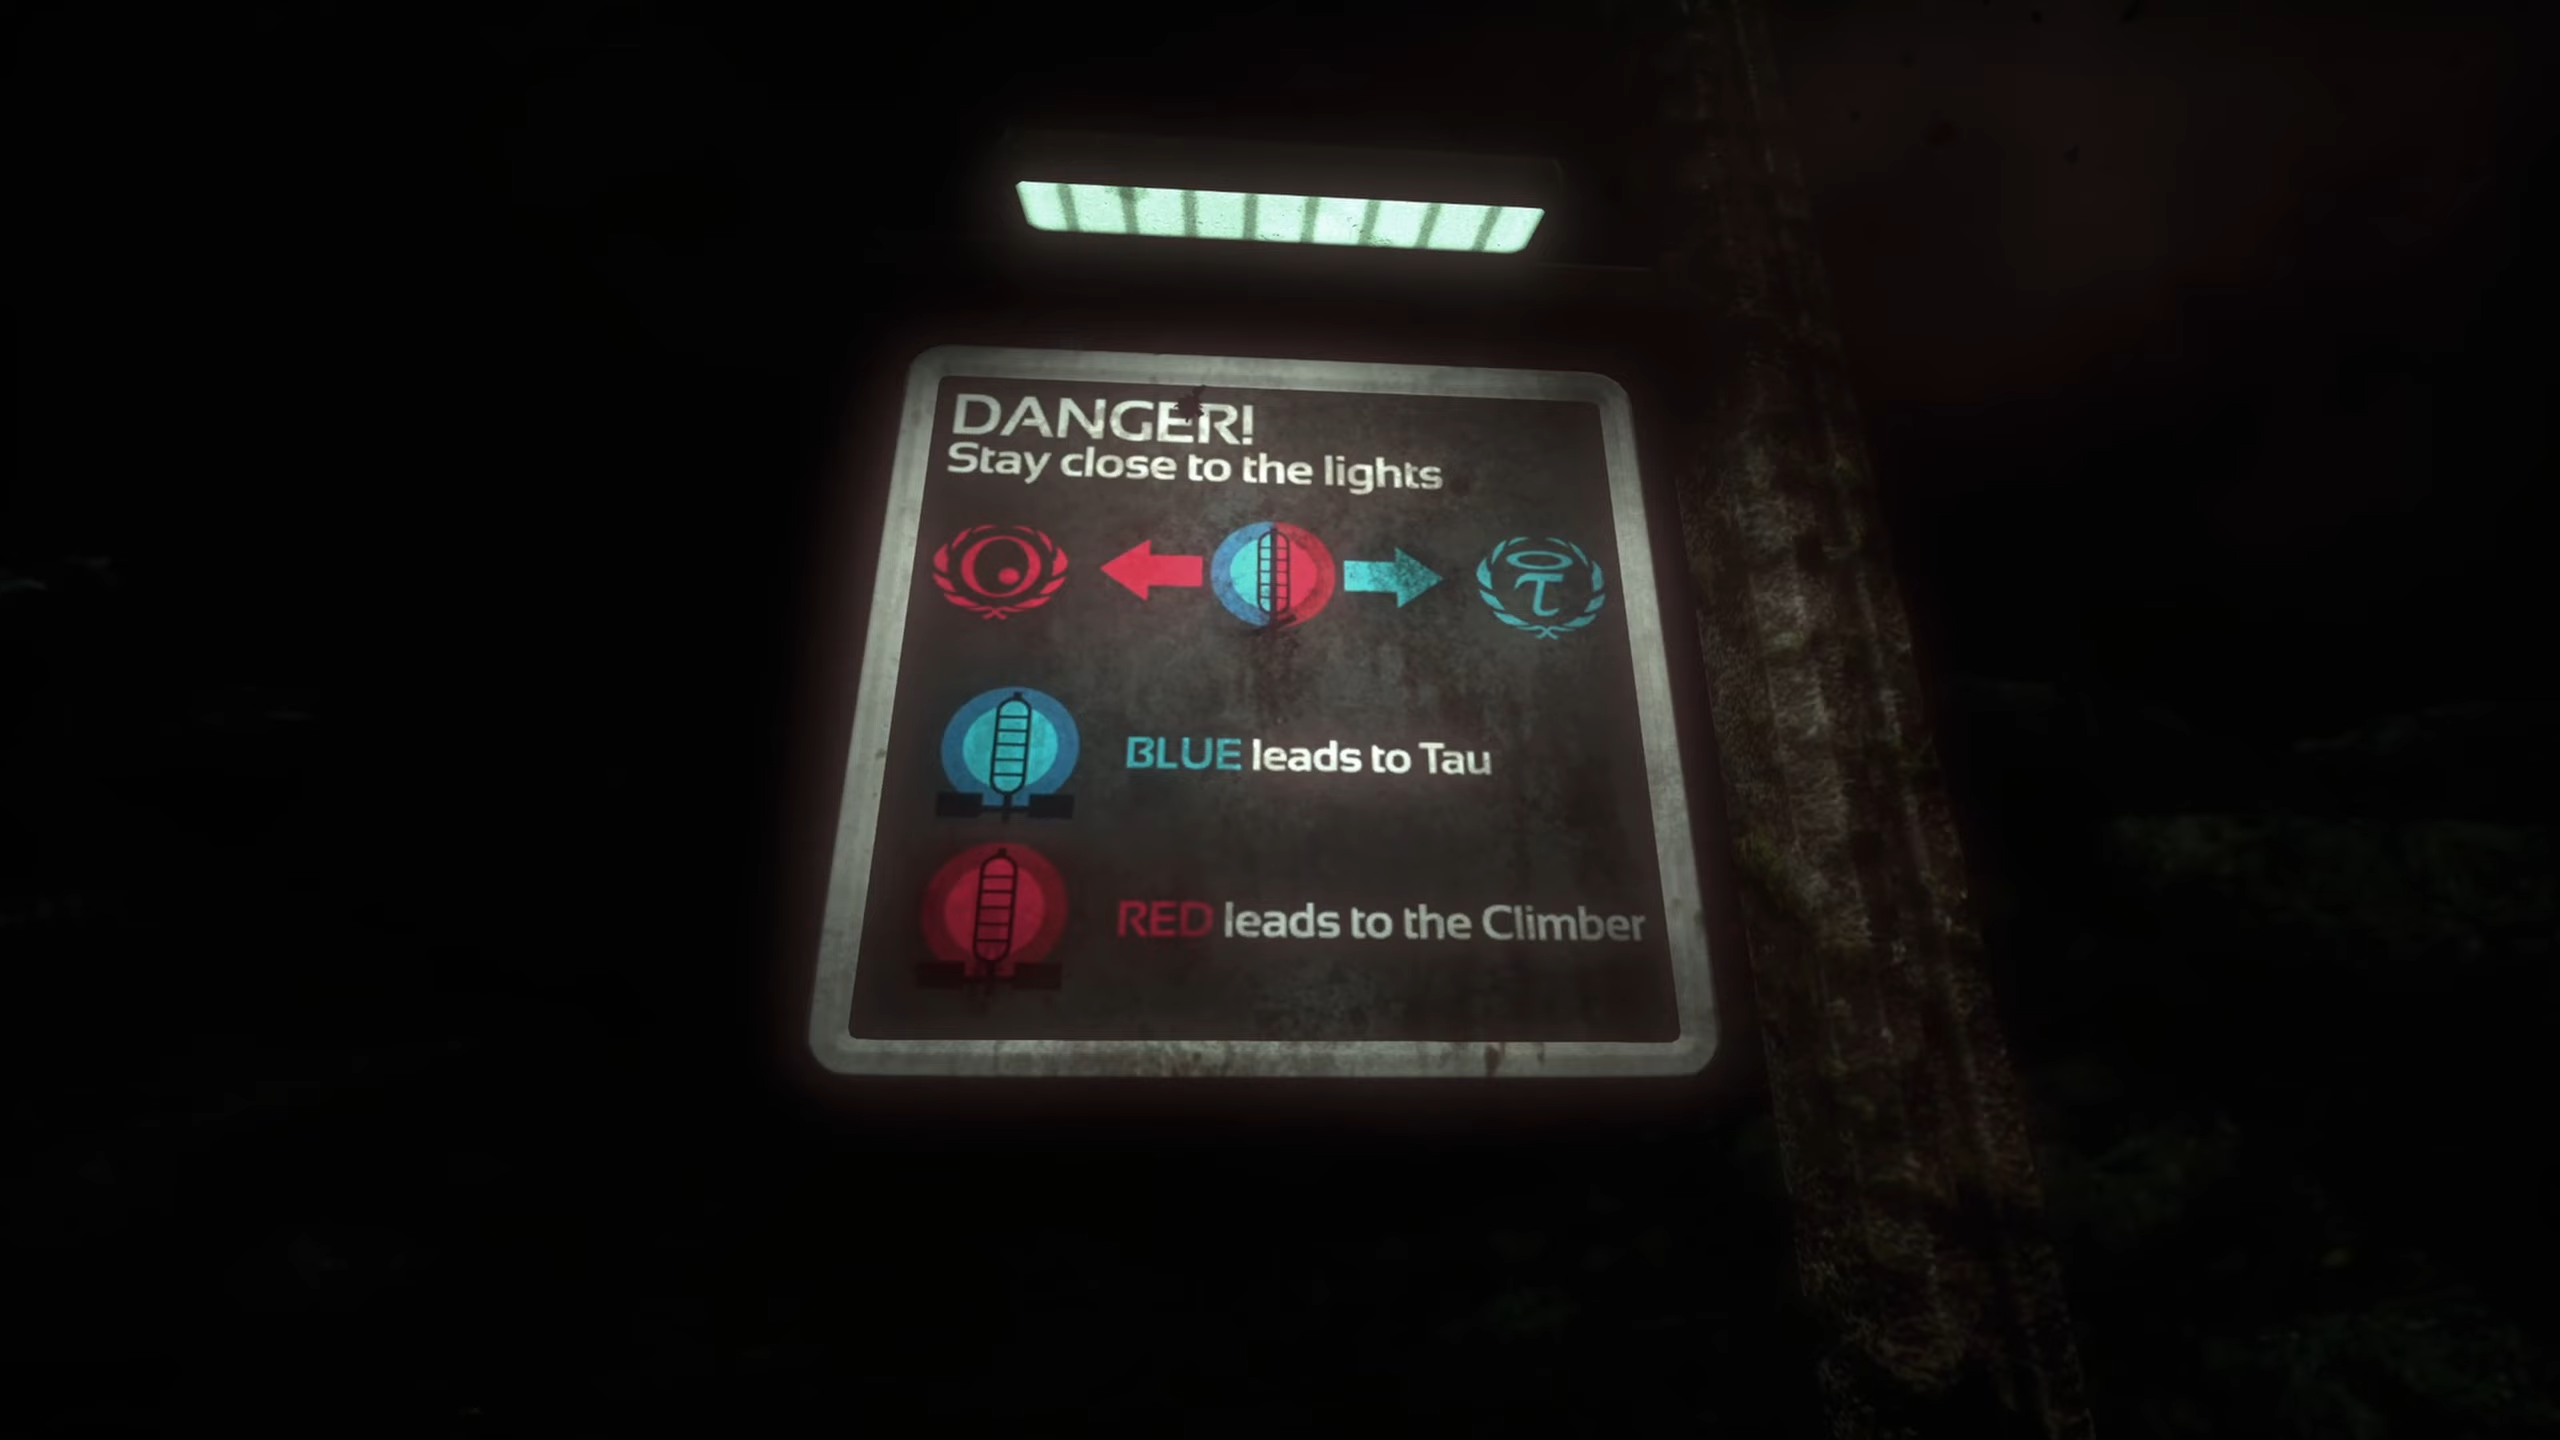 DANGER!
Stay close to the lights
τ
BLUE leads to Tau
RED leads to the Climber